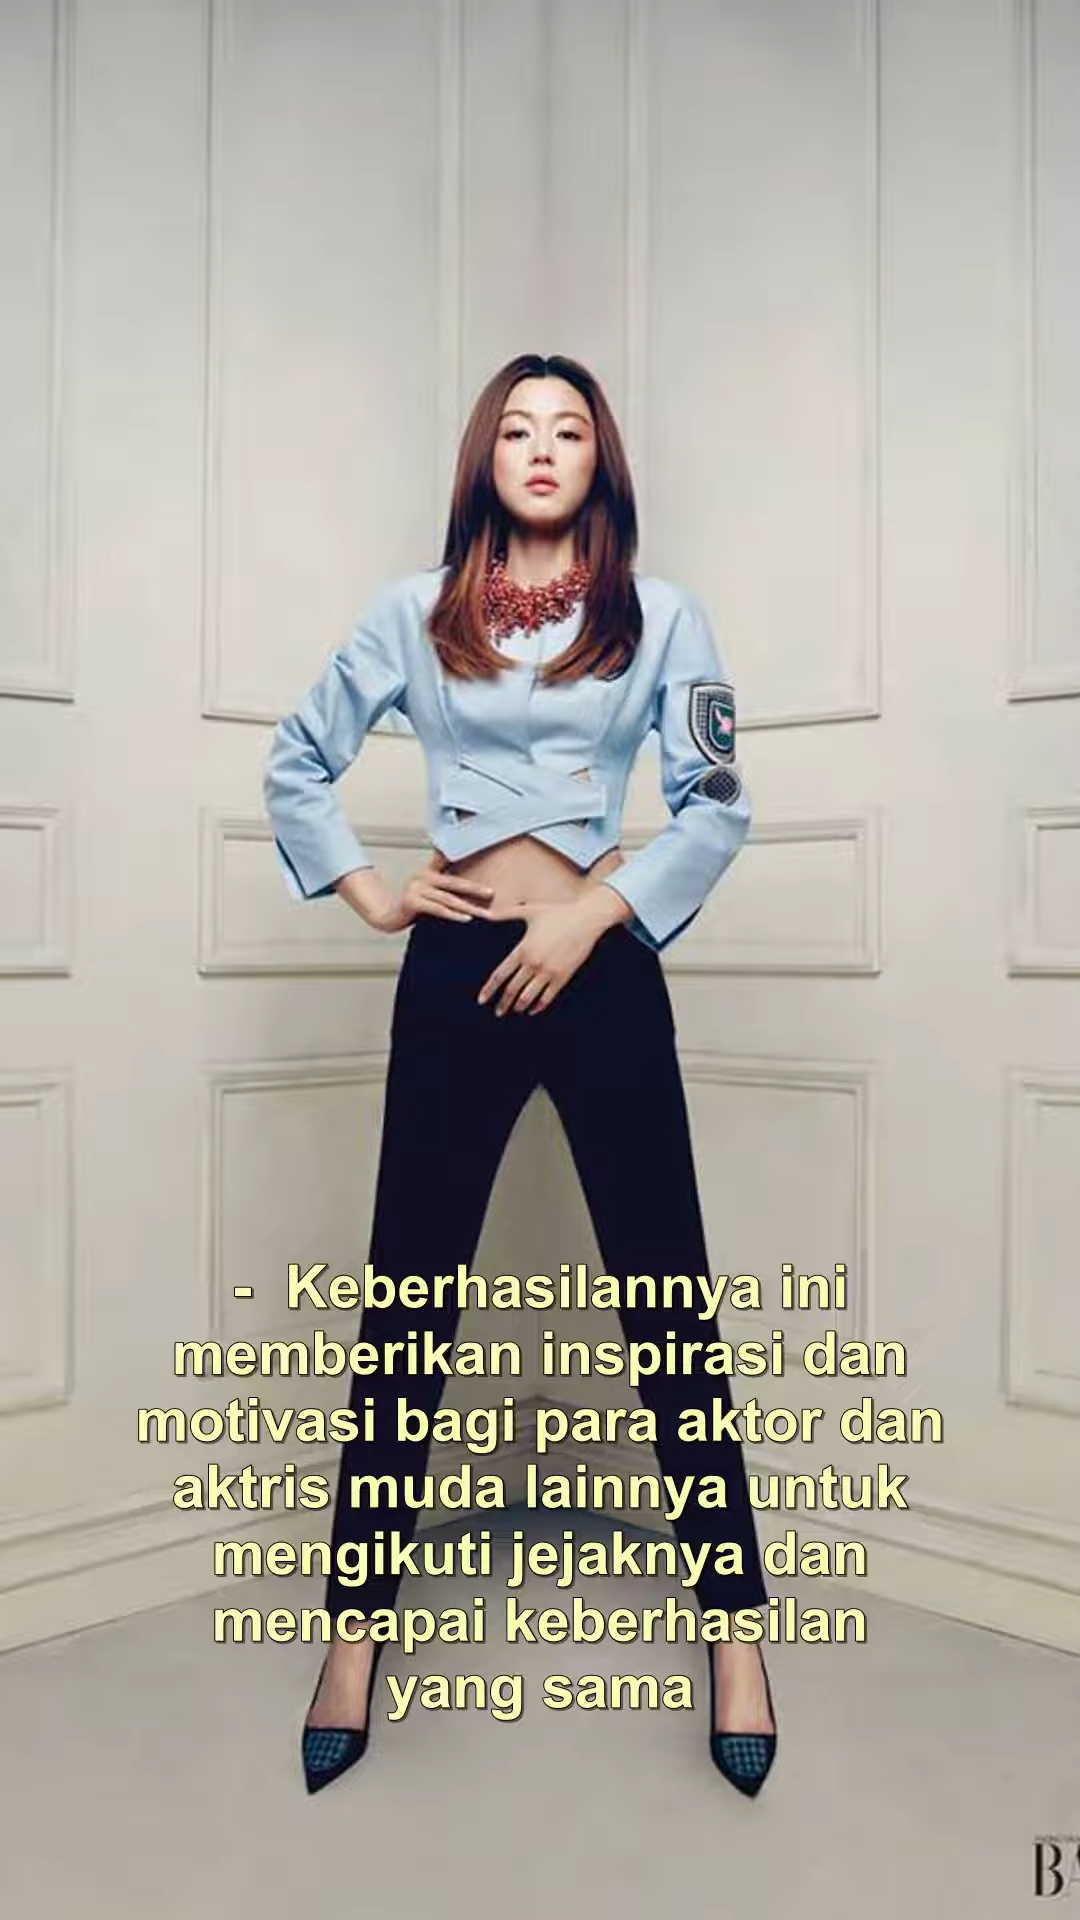 - Keberhasilannya ini
memberikan inspirasi dan
motivasi bagi para aktor dan
aktris muda lainnya untuk
mengikuti jejaknya dan
mencapai keberhasilan
yang sama